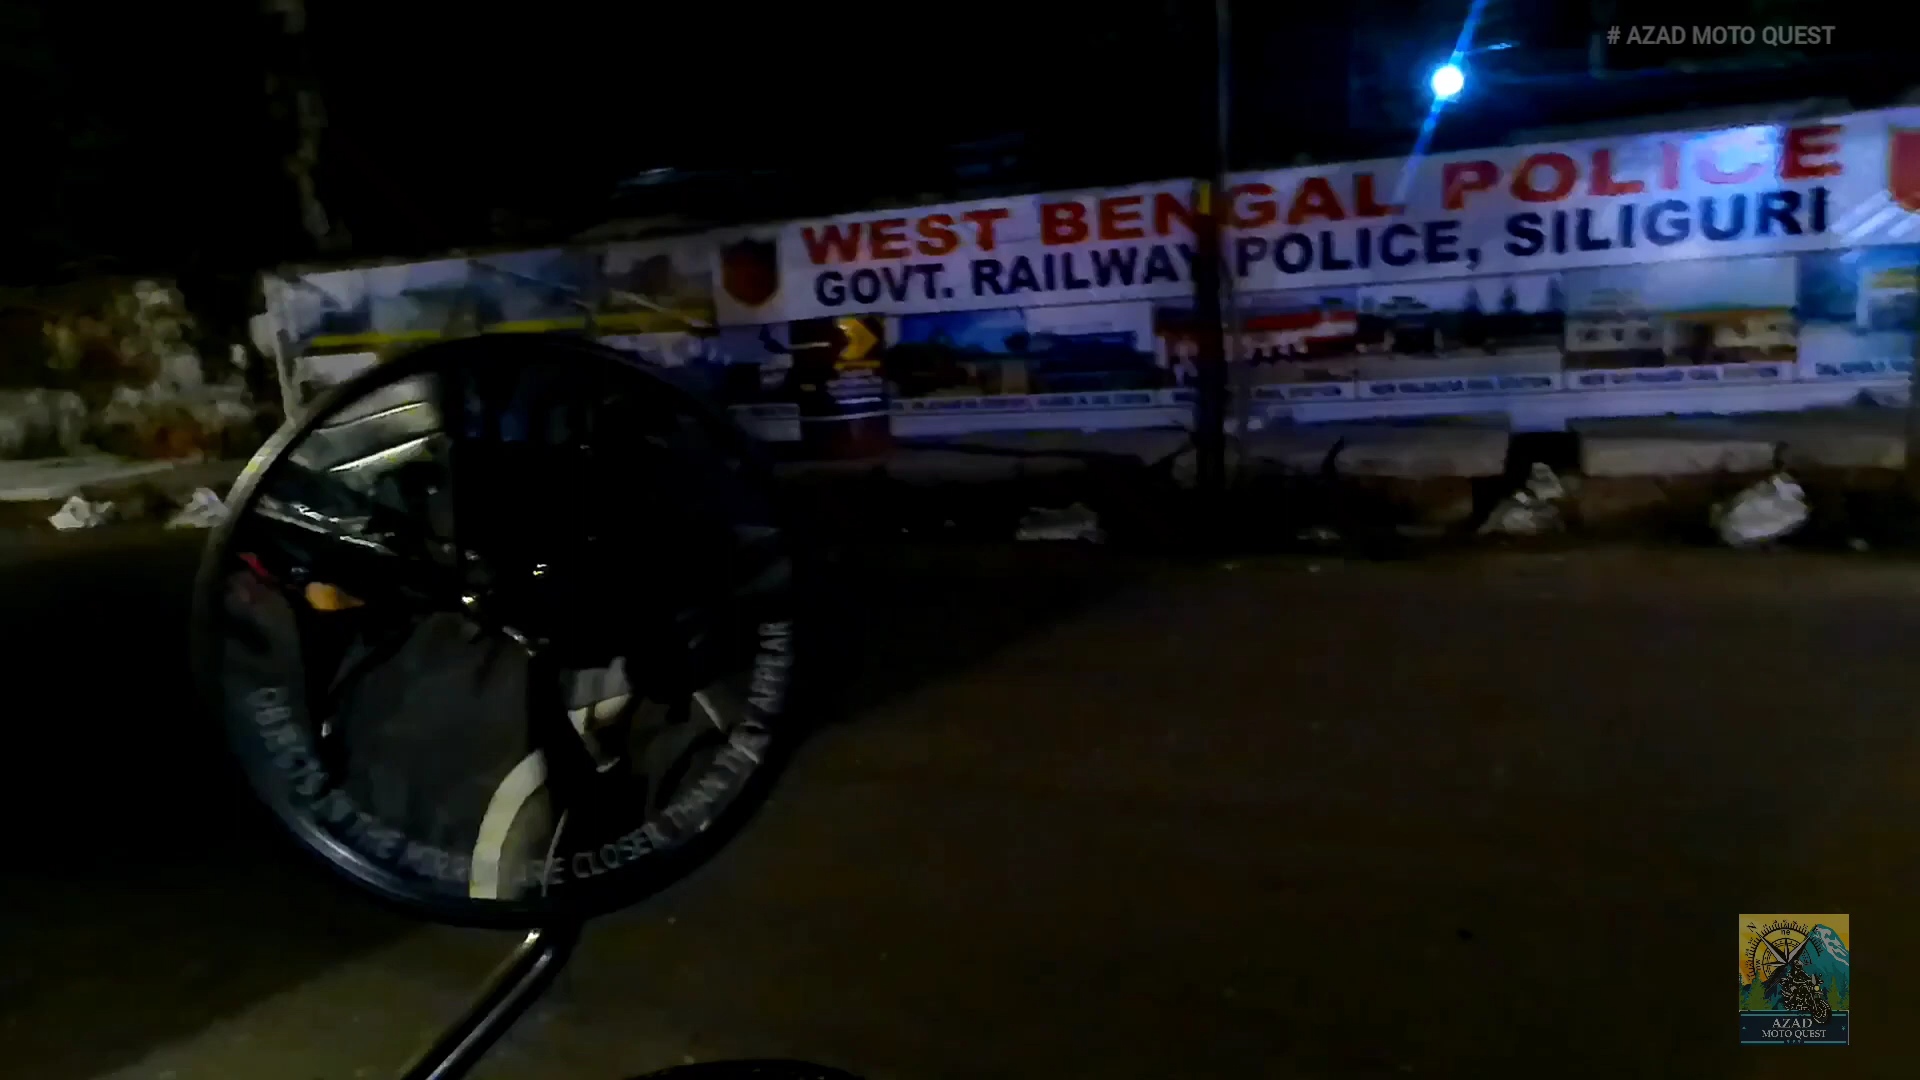 # AZAD MOTO QUEST
WEST BENGAL POLICE
GOVT. RAILWAY POLICE, SILIGURI
OBJECTS IN THE MIRROR ARE CLOSER THAN THEY APPEAR
AZAD
MOTO QUEST